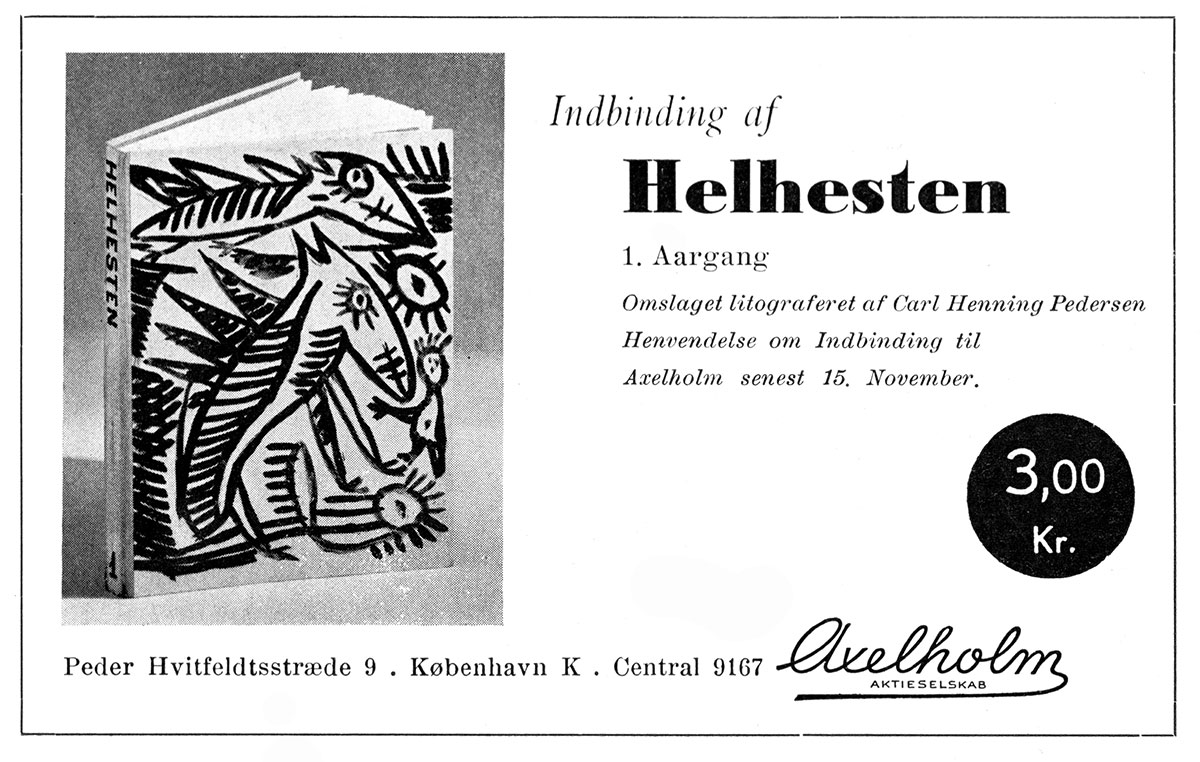 HELHESTEN
1
Indbinding af
Helhesten
1. Aargang
Omslaget litograferet af Carl Henning Pedersen
Henvendelse om Indbinding til
Axelholm senest 15. November.
3,00
Kr.
Peder Hvitfeldtsstræde 9 . København K . Central 9167
Axelholm
AKTIESELSKAB